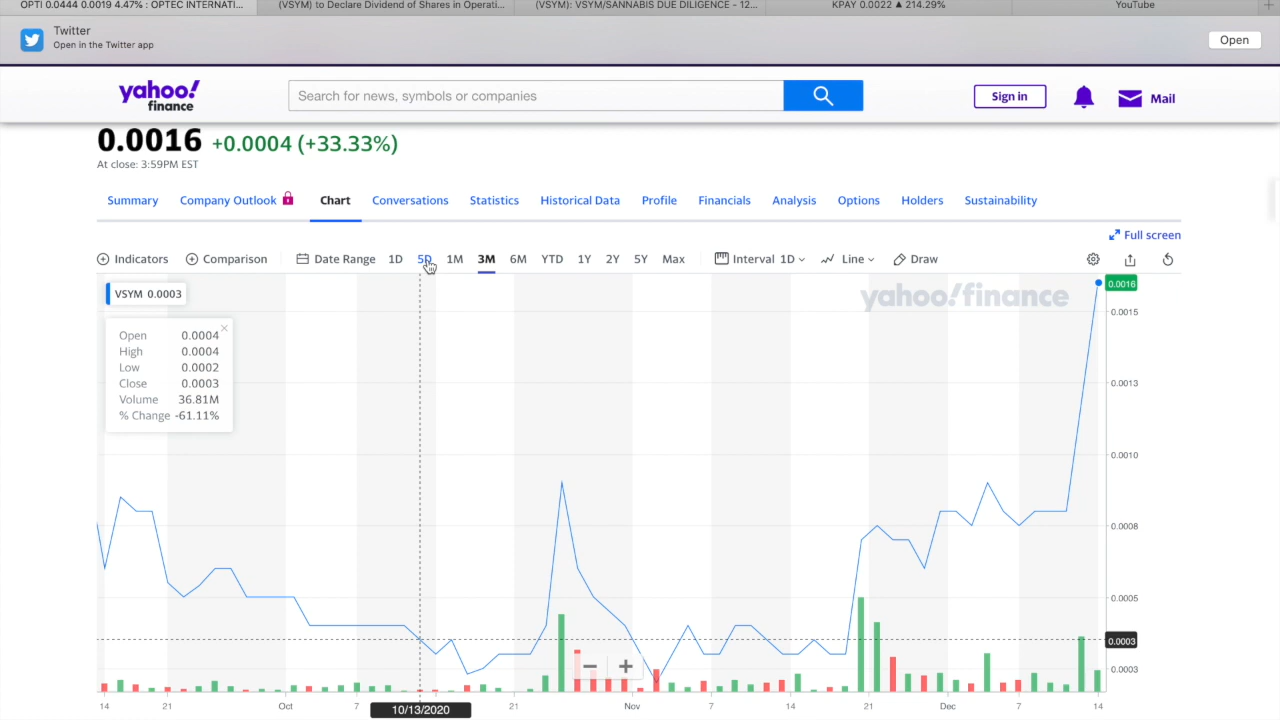 OPTI 0.0444 0.0019 4.47% : OPTEC INTERNATI...
(VSYM) to Declare Dividend of Shares in Operati...
(VSYM): VSYM/SANNABIS DUE DILIGENCE - 12...
KPAY 0.0022 ▲ 214.29%
YouTube
Twitter
Open in the Twitter app
Open
yahoo!
finance
Search for news, symbols or companies
Sign in
Mail
0.0016 +0.0004 (+33.33%)
At close: 3:59PM EST
Summary Company Outlook Chart Conversations Statistics Historical Data Profile Financials Analysis Options Holders Sustainability
Full screen
Indicators Comparison Date Range 1D 5D 1M 3M 6M YTD 1Y 2Y 5Y Max Interval 1D Line Draw
VSYM 0.0003
yahoo!finance
0.0016
0.0015
Open 0.0004
High 0.0004
Low 0.0002
Close 0.0003
Volume 36.81M
% Change -61.11%
0.0013
0.0010
0.0008
0.0005
0.0003
0.0003
14 21 Oct 7 10/13/2020 21 Nov 7 14 21 Dec 7 14